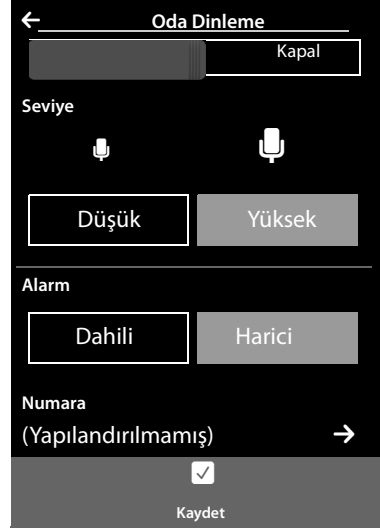 Oda Dinleme
Kapal
Seviye
Düşük Yüksek
Alarm
Dahili Harici
Numara
(Yapılandırılmamış)
Kaydet